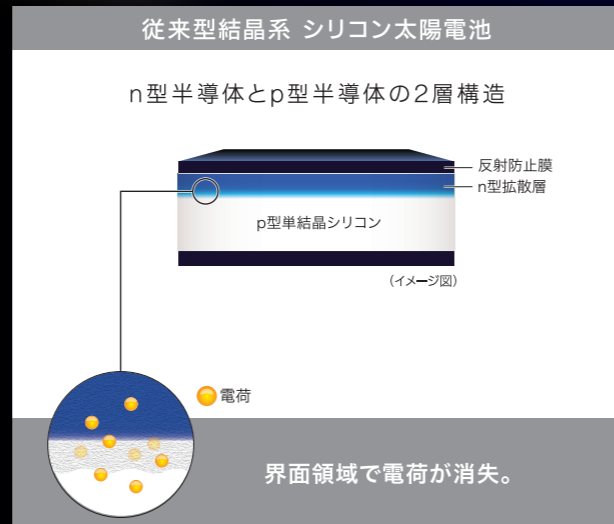 従来型結晶系 シリコン太陽電池
n型半導体とp型半導体の2層構造
反射防止膜
n型拡散層
p型単結晶シリコン
(イメージ図)
電荷
界面領域で電荷が消失。